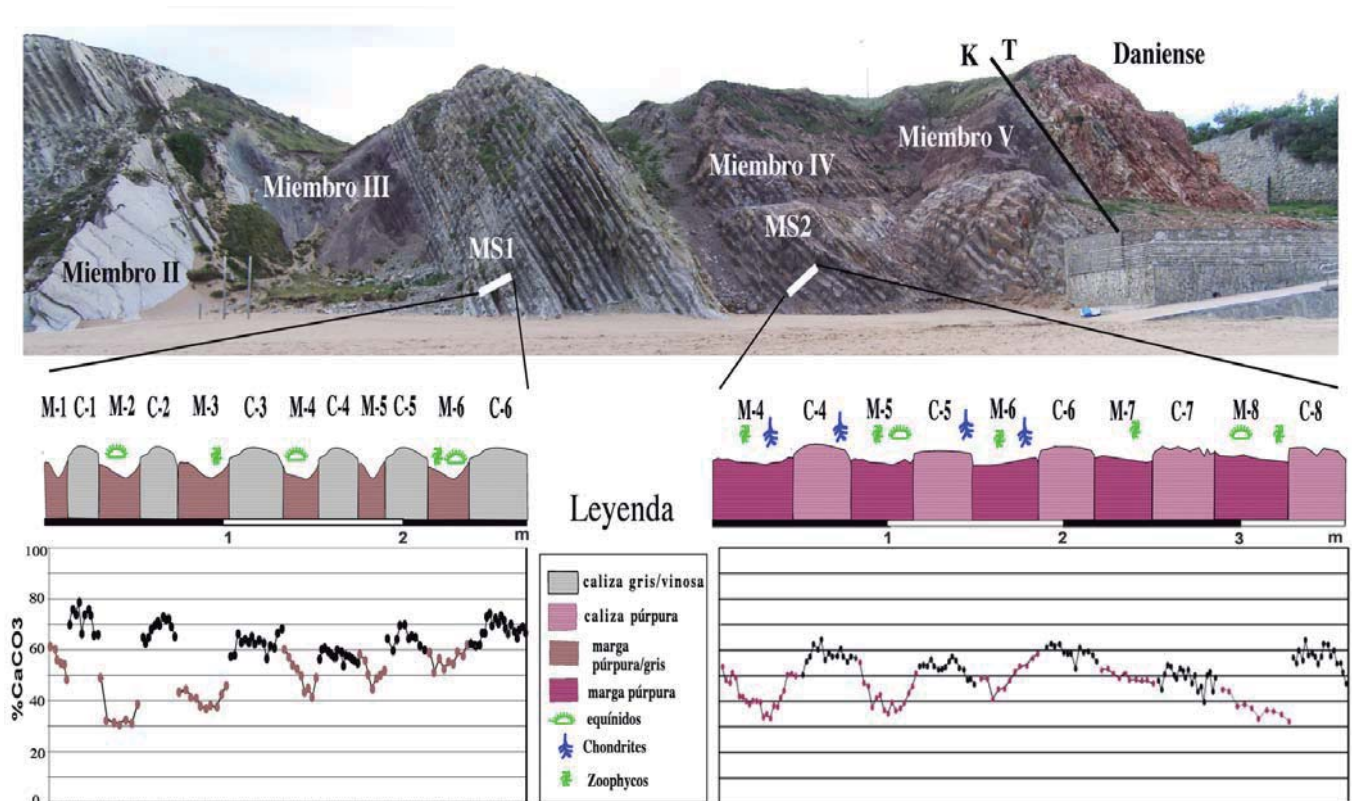 K T Daniense
Miembro V
Miembro IV
Miembro III
MS2
MS1
Miembro II
M-1 C-1 M-2 C-2 M-3 C-3 M-4 C-4 M-5 C-5 M-6 C-6
M-4 C-4 M-5 C-5 M-6 C-6 M-7 C-7 M-8 C-8
1 2 m
1 2 3 m
Leyenda
caliza gris/vinosa
caliza púrpura
marga
púrpura/gris
marga púrpura
equínidos
Chondrites
Zoophycos
%CaCO3
100
80
60
40
20
0